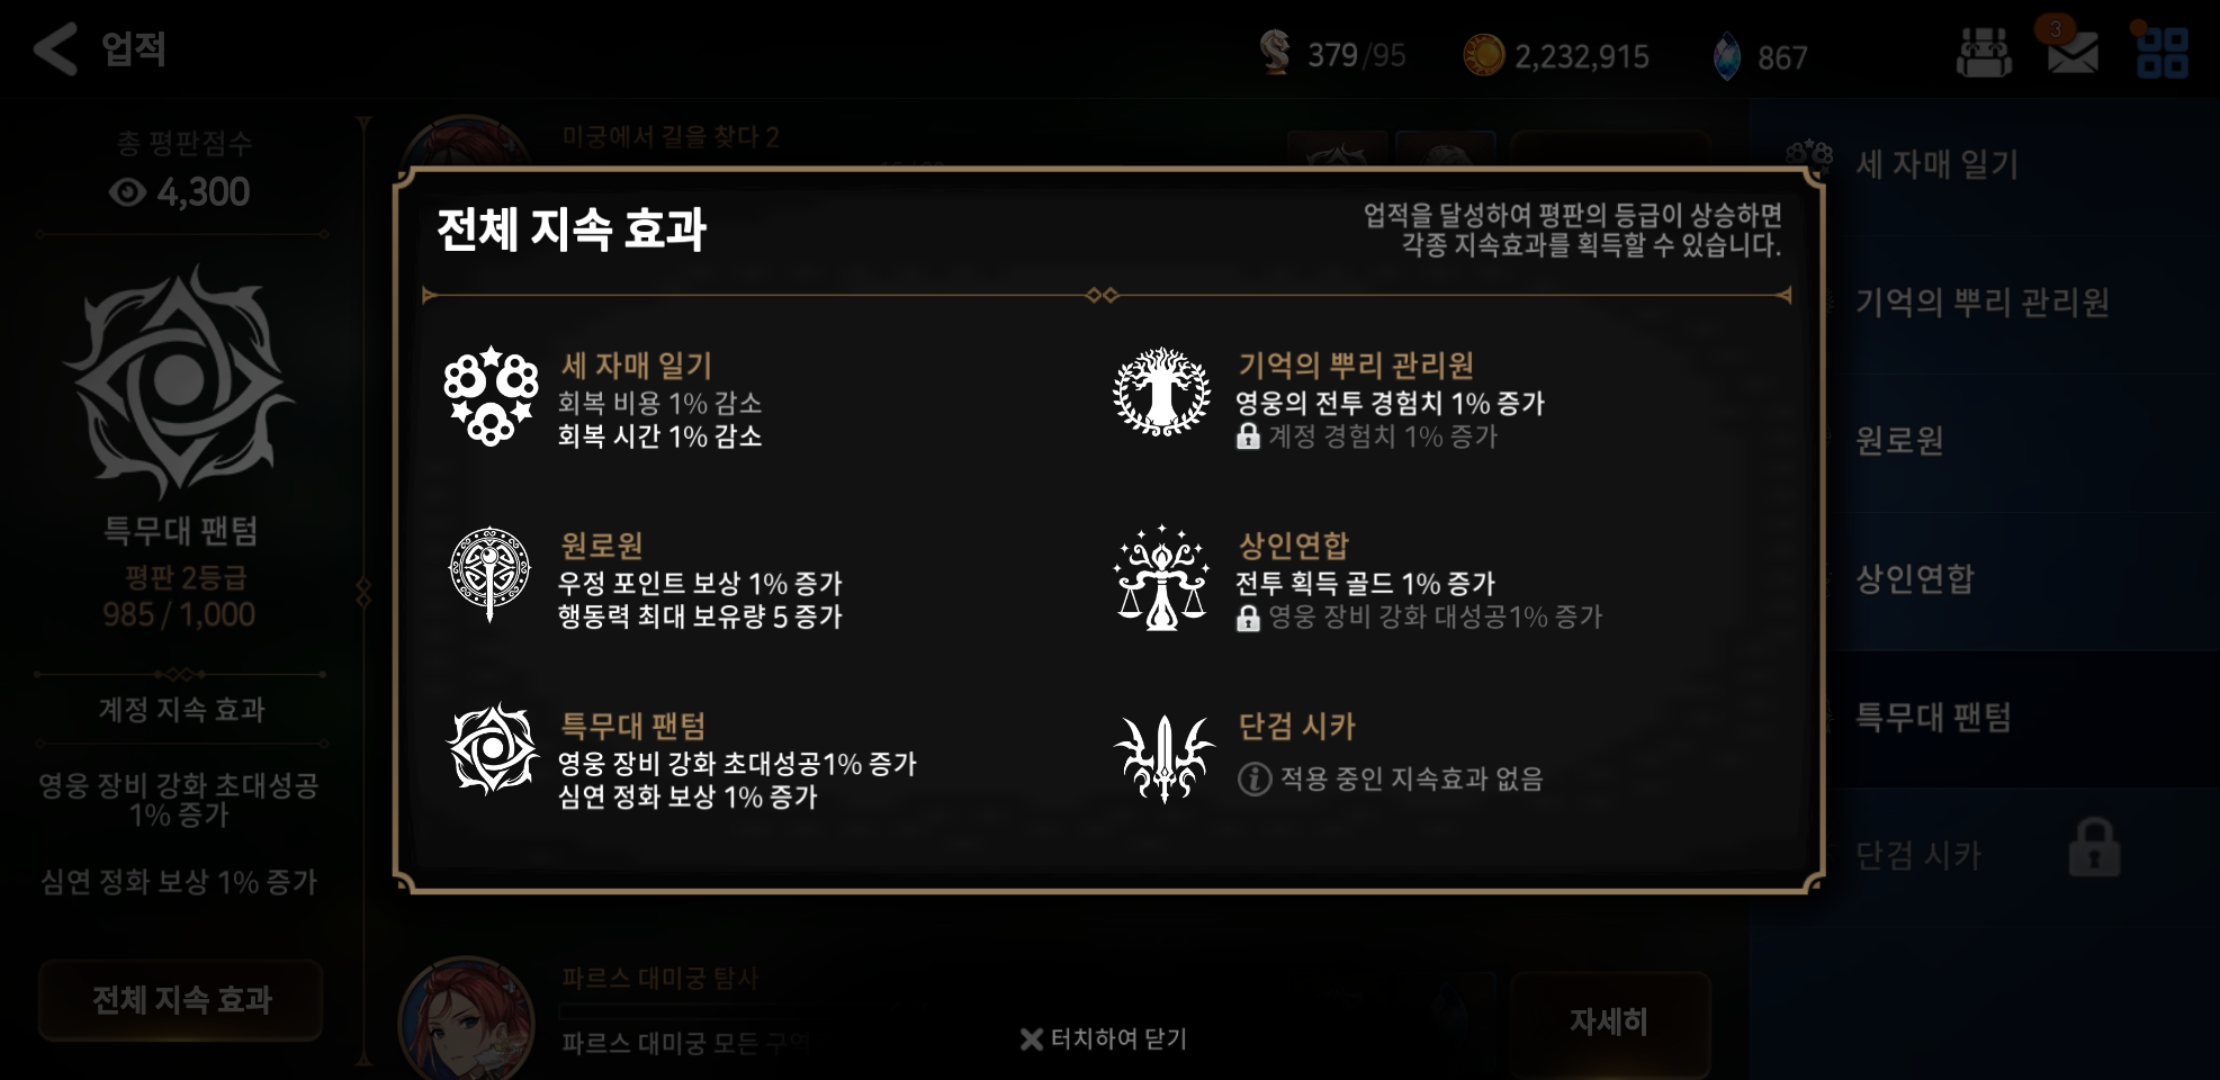 업적
379/95
2,232,915
867
3
총 평판점수
4,300
특무대 팬텀
평판 2등급
985 / 1,000
계정 지속 효과
영웅 장비 강화 초대성공
1% 증가
심연 정화 보상 1% 증가
전체 지속 효과
미궁에서 길을 찾다 2
전체 지속 효과
업적을 달성하여 평판의 등급이 상승하면
각종 지속효과를 획득할 수 있습니다.
세 자매 일기
회복 비용 1% 감소
회복 시간 1% 감소
기억의 뿌리 관리원
영웅의 전투 경험치 1% 증가
계정 경험치 1% 증가
원로원
우정 포인트 보상 1% 증가
행동력 최대 보유량 5 증가
상인연합
전투 획득 골드 1% 증가
영웅 장비 강화 대성공1% 증가
특무대 팬텀
영웅 장비 강화 초대성공1% 증가
심연 정화 보상 1% 증가
단검 시카
적용 중인 지속효과 없음
파르스 대미궁 탐사
파르스 대미궁 모든 구역
터치하여 닫기
자세히
세 자매 일기
기억의 뿌리 관리원
원로원
상인연합
특무대 팬텀
단검 시카